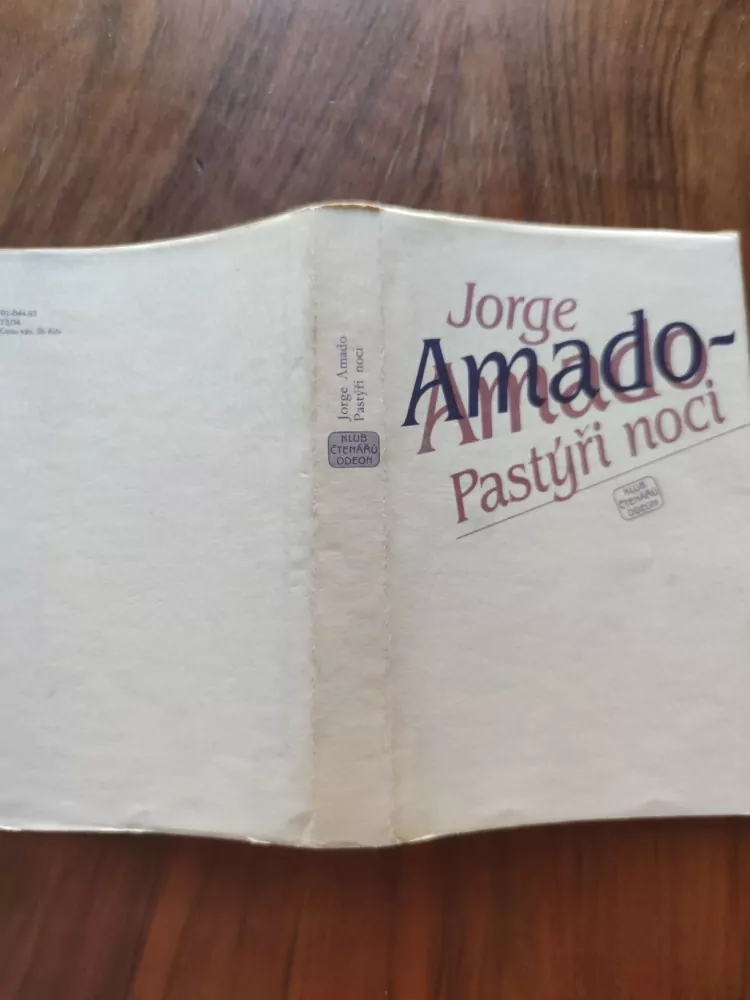 Jorge
Amado-
Amado
Pastýři noci
KLUB
ČTENÁŘŮ
ODEON
Jorge Amado
Pastýři noci
KLUB
ČTENÁŘŮ
ODEON